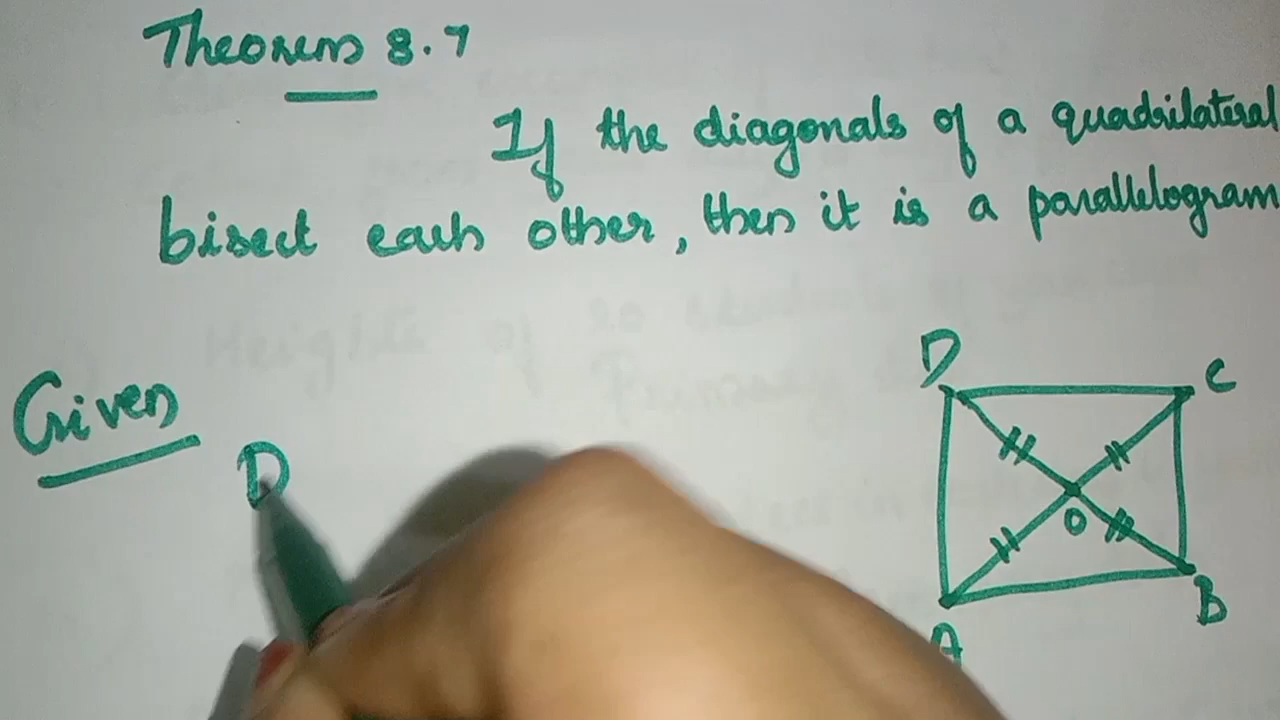 Theorem 8.7
If the diagonals of a quadrilateral
bisect each other, then it is a parallelogram
Given
D
D C
O
A B